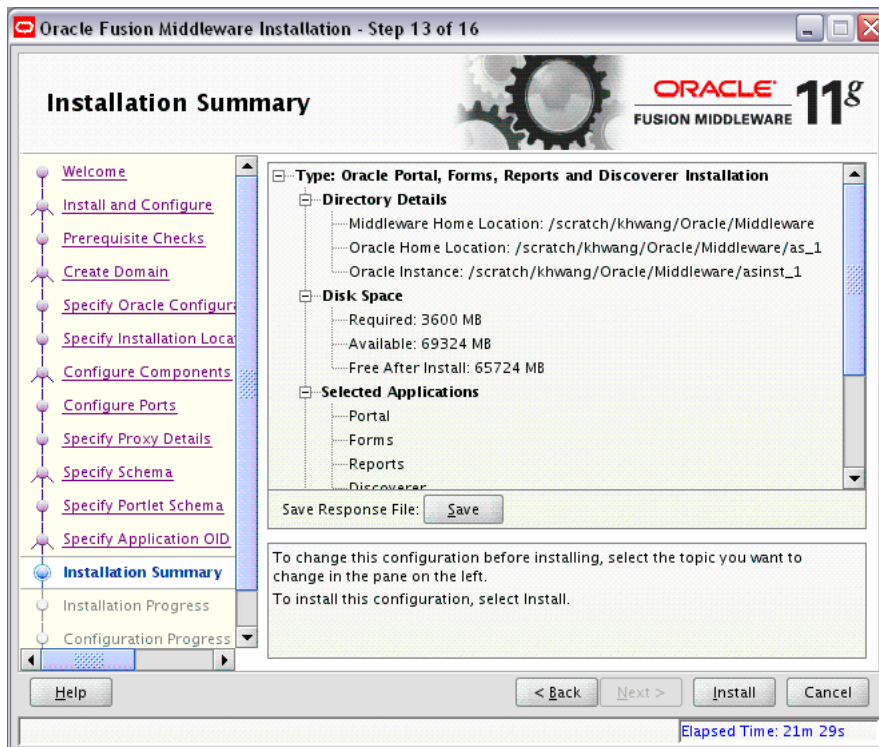 Oracle Fusion Middleware Installation - Step 13 of 16
Installation Summary
ORACLE
FUSION MIDDLEWARE 11g
Welcome
Install and Configure
Prerequisite Checks
Create Domain
Specify Oracle Configura
Specify Installation Loca
Configure Components
Configure Ports
Specify Proxy Details
Specify Schema
Specify Portlet Schema
Specify Application OID
Installation Summary
Installation Progress
Configuration Progress
Type: Oracle Portal, Forms, Reports and Discoverer Installation
Directory Details
Middleware Home Location: /scratch/khwang/Oracle/Middleware
Oracle Home Location: /scratch/khwang/Oracle/Middleware/as_1
Oracle Instance: /scratch/khwang/Oracle/Middleware/asinst_1
Disk Space
Required: 3600 MB
Available: 69324 MB
Free After Install: 65724 MB
Selected Applications
Portal
Forms
Reports
Discoverer
Save Response File: Save
To change this configuration before installing, select the topic you want to
change in the pane on the left.
To install this configuration, select Install.
Help
< Back
Next >
Install
Cancel
Elapsed Time: 21m 29s